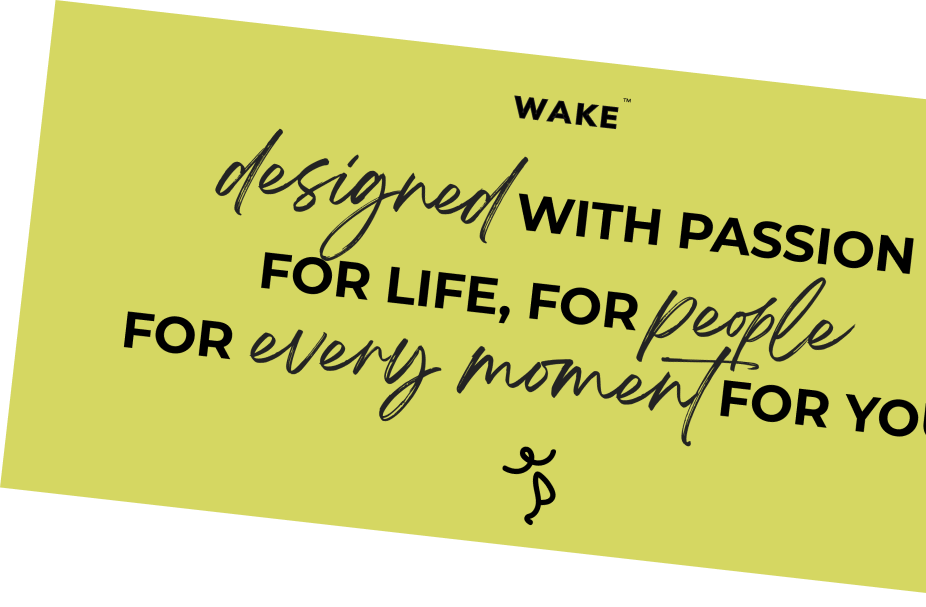 WAKE™
designed WITH PASSION
FOR LIFE, FOR people
FOR every moment FOR